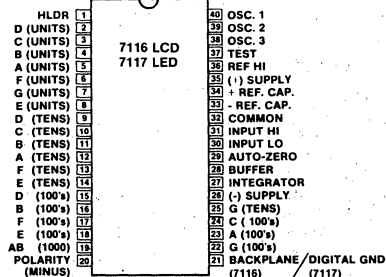 HLDR 1
D (UNITS) 2
C (UNITS) 3
B (UNITS) 4
A (UNITS) 5
F (UNITS) 6
G (UNITS) 7
E (UNITS) 8
D (TENS) 9
C (TENS) 10
B (TENS) 11
A (TENS) 12
F (TENS) 13
E (TENS) 14
D (100's) 15
B (100's) 16
F (100's) 17
E (100's) 18
AB (1000) 19
POLARITY 20
(MINUS)
7116 LCD
7117 LED
40 OSC. 1
39 OSC. 2
38 OSC. 3
37 TEST
36 REF HI
35 (+) SUPPLY
34 + REF. CAP.
33 - REF. CAP.
32 COMMON
31 INPUT HI
30 INPUT LO
29 AUTO-ZERO
28 BUFFER
27 INTEGRATOR
26 (-) SUPPLY
25 G (TENS)
24 C (100's)
23 A (100's)
22 G (100's)
21 BACKPLANE/DIGITAL GND
(7116) (7117)